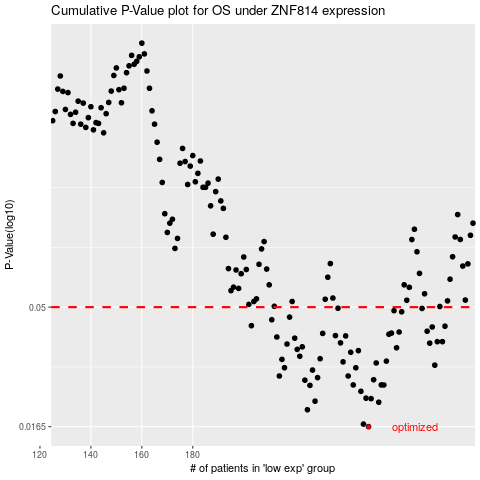 Cumulative P-Value plot for OS under ZNF814 expression
P-Value(log10)
0.05
0.0165
optimized
120 140 160 180
# of patients in 'low exp' group